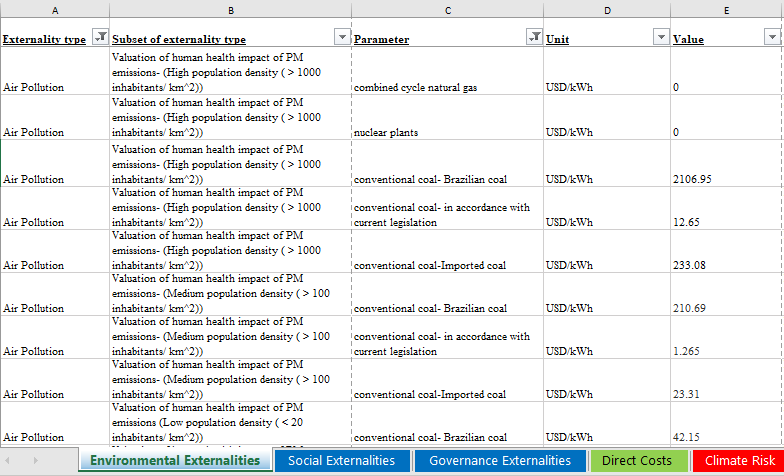 A B C D E
Externality type Subset of externality type Parameter Unit Value
Valuation of human health impact of PM
emissions- (High population density ( > 1000
Air Pollution inhabitants/ km^2)) combined cycle natural gas USD/kWh 0
Valuation of human health impact of PM
emissions- (High population density ( > 1000
Air Pollution inhabitants/ km^2)) nuclear plants USD/kWh 0
Valuation of human health impact of PM
emissions- (High population density ( > 1000
Air Pollution inhabitants/ km^2)) conventional coal- Brazilian coal USD/kWh 2106.95
Valuation of human health impact of PM
emissions- (High population density ( > 1000 conventional coal- in accordance with
Air Pollution inhabitants/ km^2)) current legislation USD/kWh 12.65
Valuation of human health impact of PM
emissions- (High population density ( > 1000
Air Pollution inhabitants/ km^2)) conventional coal-Imported coal USD/kWh 233.08
Valuation of human health impact of PM
emissions- (Medium population density ( > 100
Air Pollution inhabitants/ km^2)) conventional coal- Brazilian coal USD/kWh 210.69
Valuation of human health impact of PM
emissions- (Medium population density ( > 100 conventional coal- in accordance with
Air Pollution inhabitants/ km^2)) current legislation USD/kWh 1.265
Valuation of human health impact of PM
emissions- (Medium population density ( > 100
Air Pollution inhabitants/ km^2)) conventional coal-Imported coal USD/kWh 23.31
Valuation of human health impact of PM
emissions (Low population density ( < 20
Air Pollution inhabitants/ km^2)) conventional coal- Brazilian coal USD/kWh 42.15
Environmental Externalities Social Externalities Governance Externalities Direct Costs Climate Risk